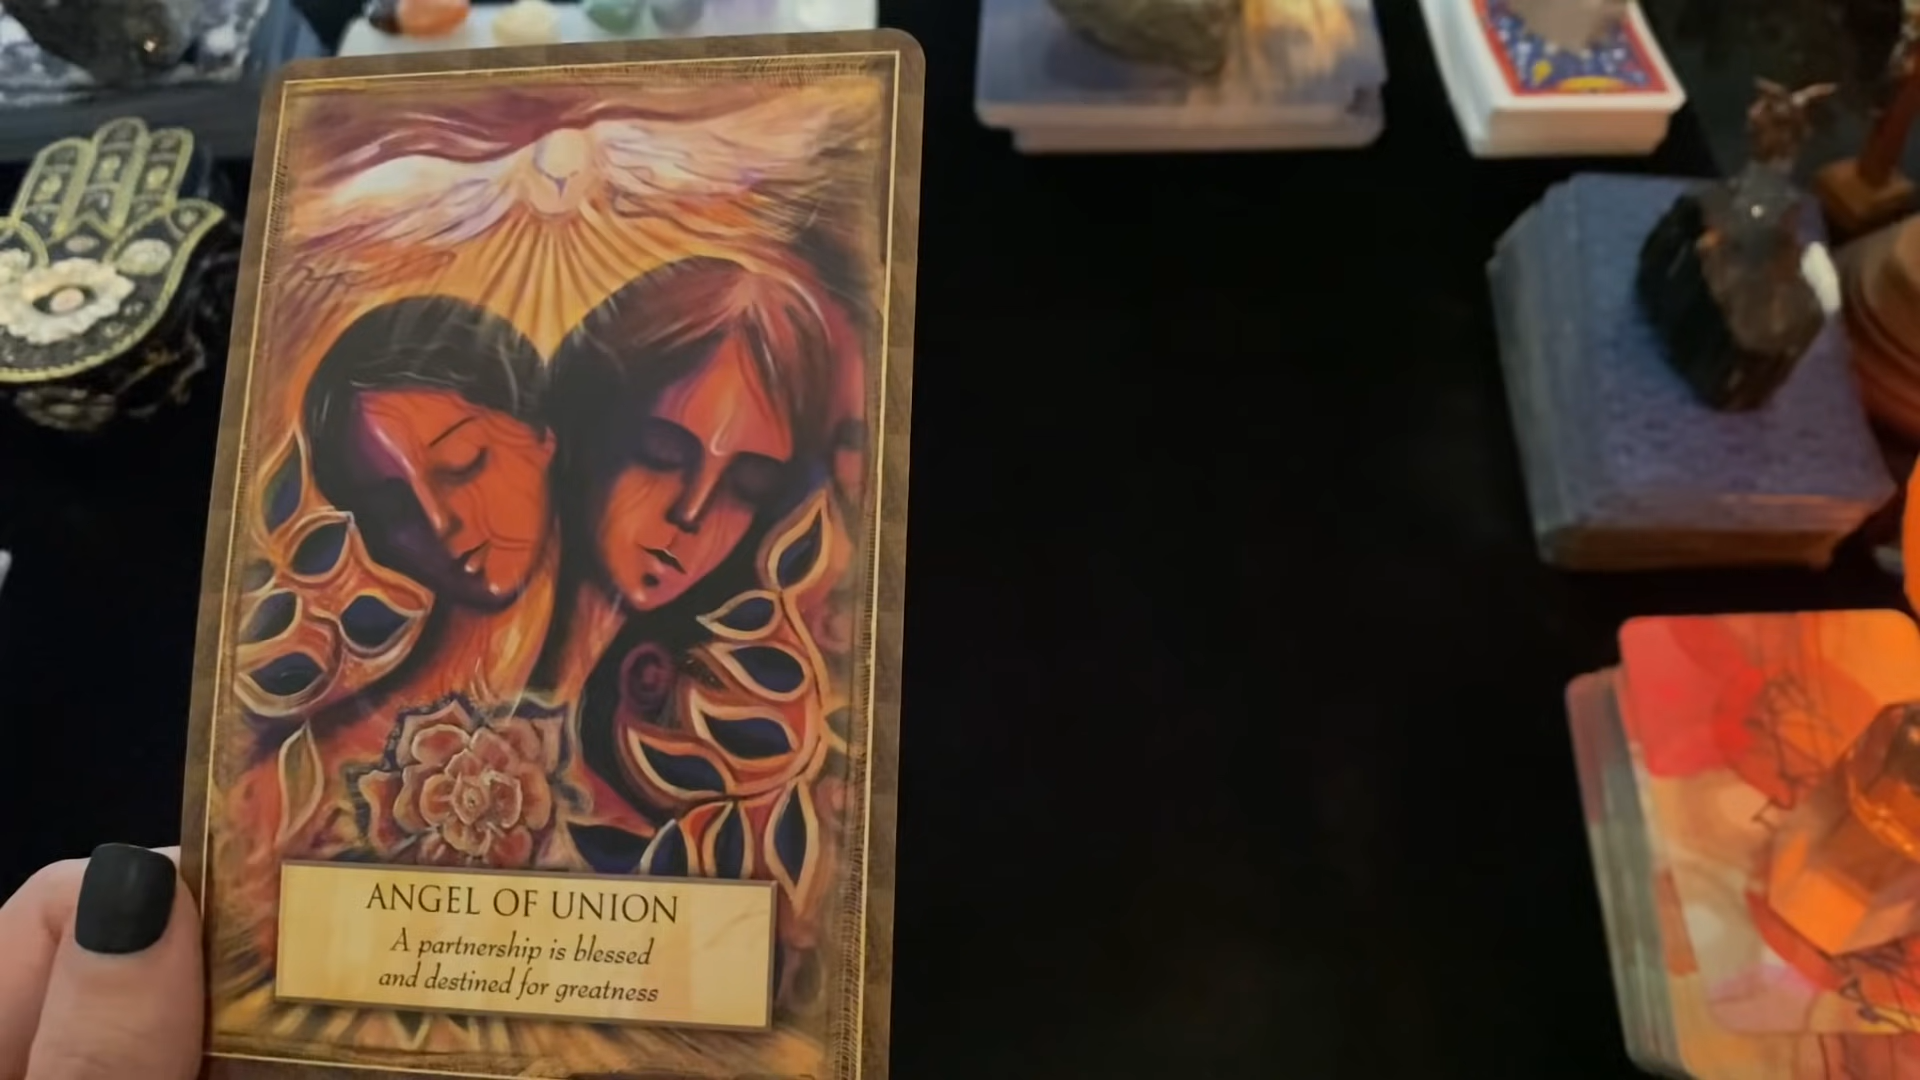 ANGEL OF UNION
A partnership is blessed
and destined for greatness